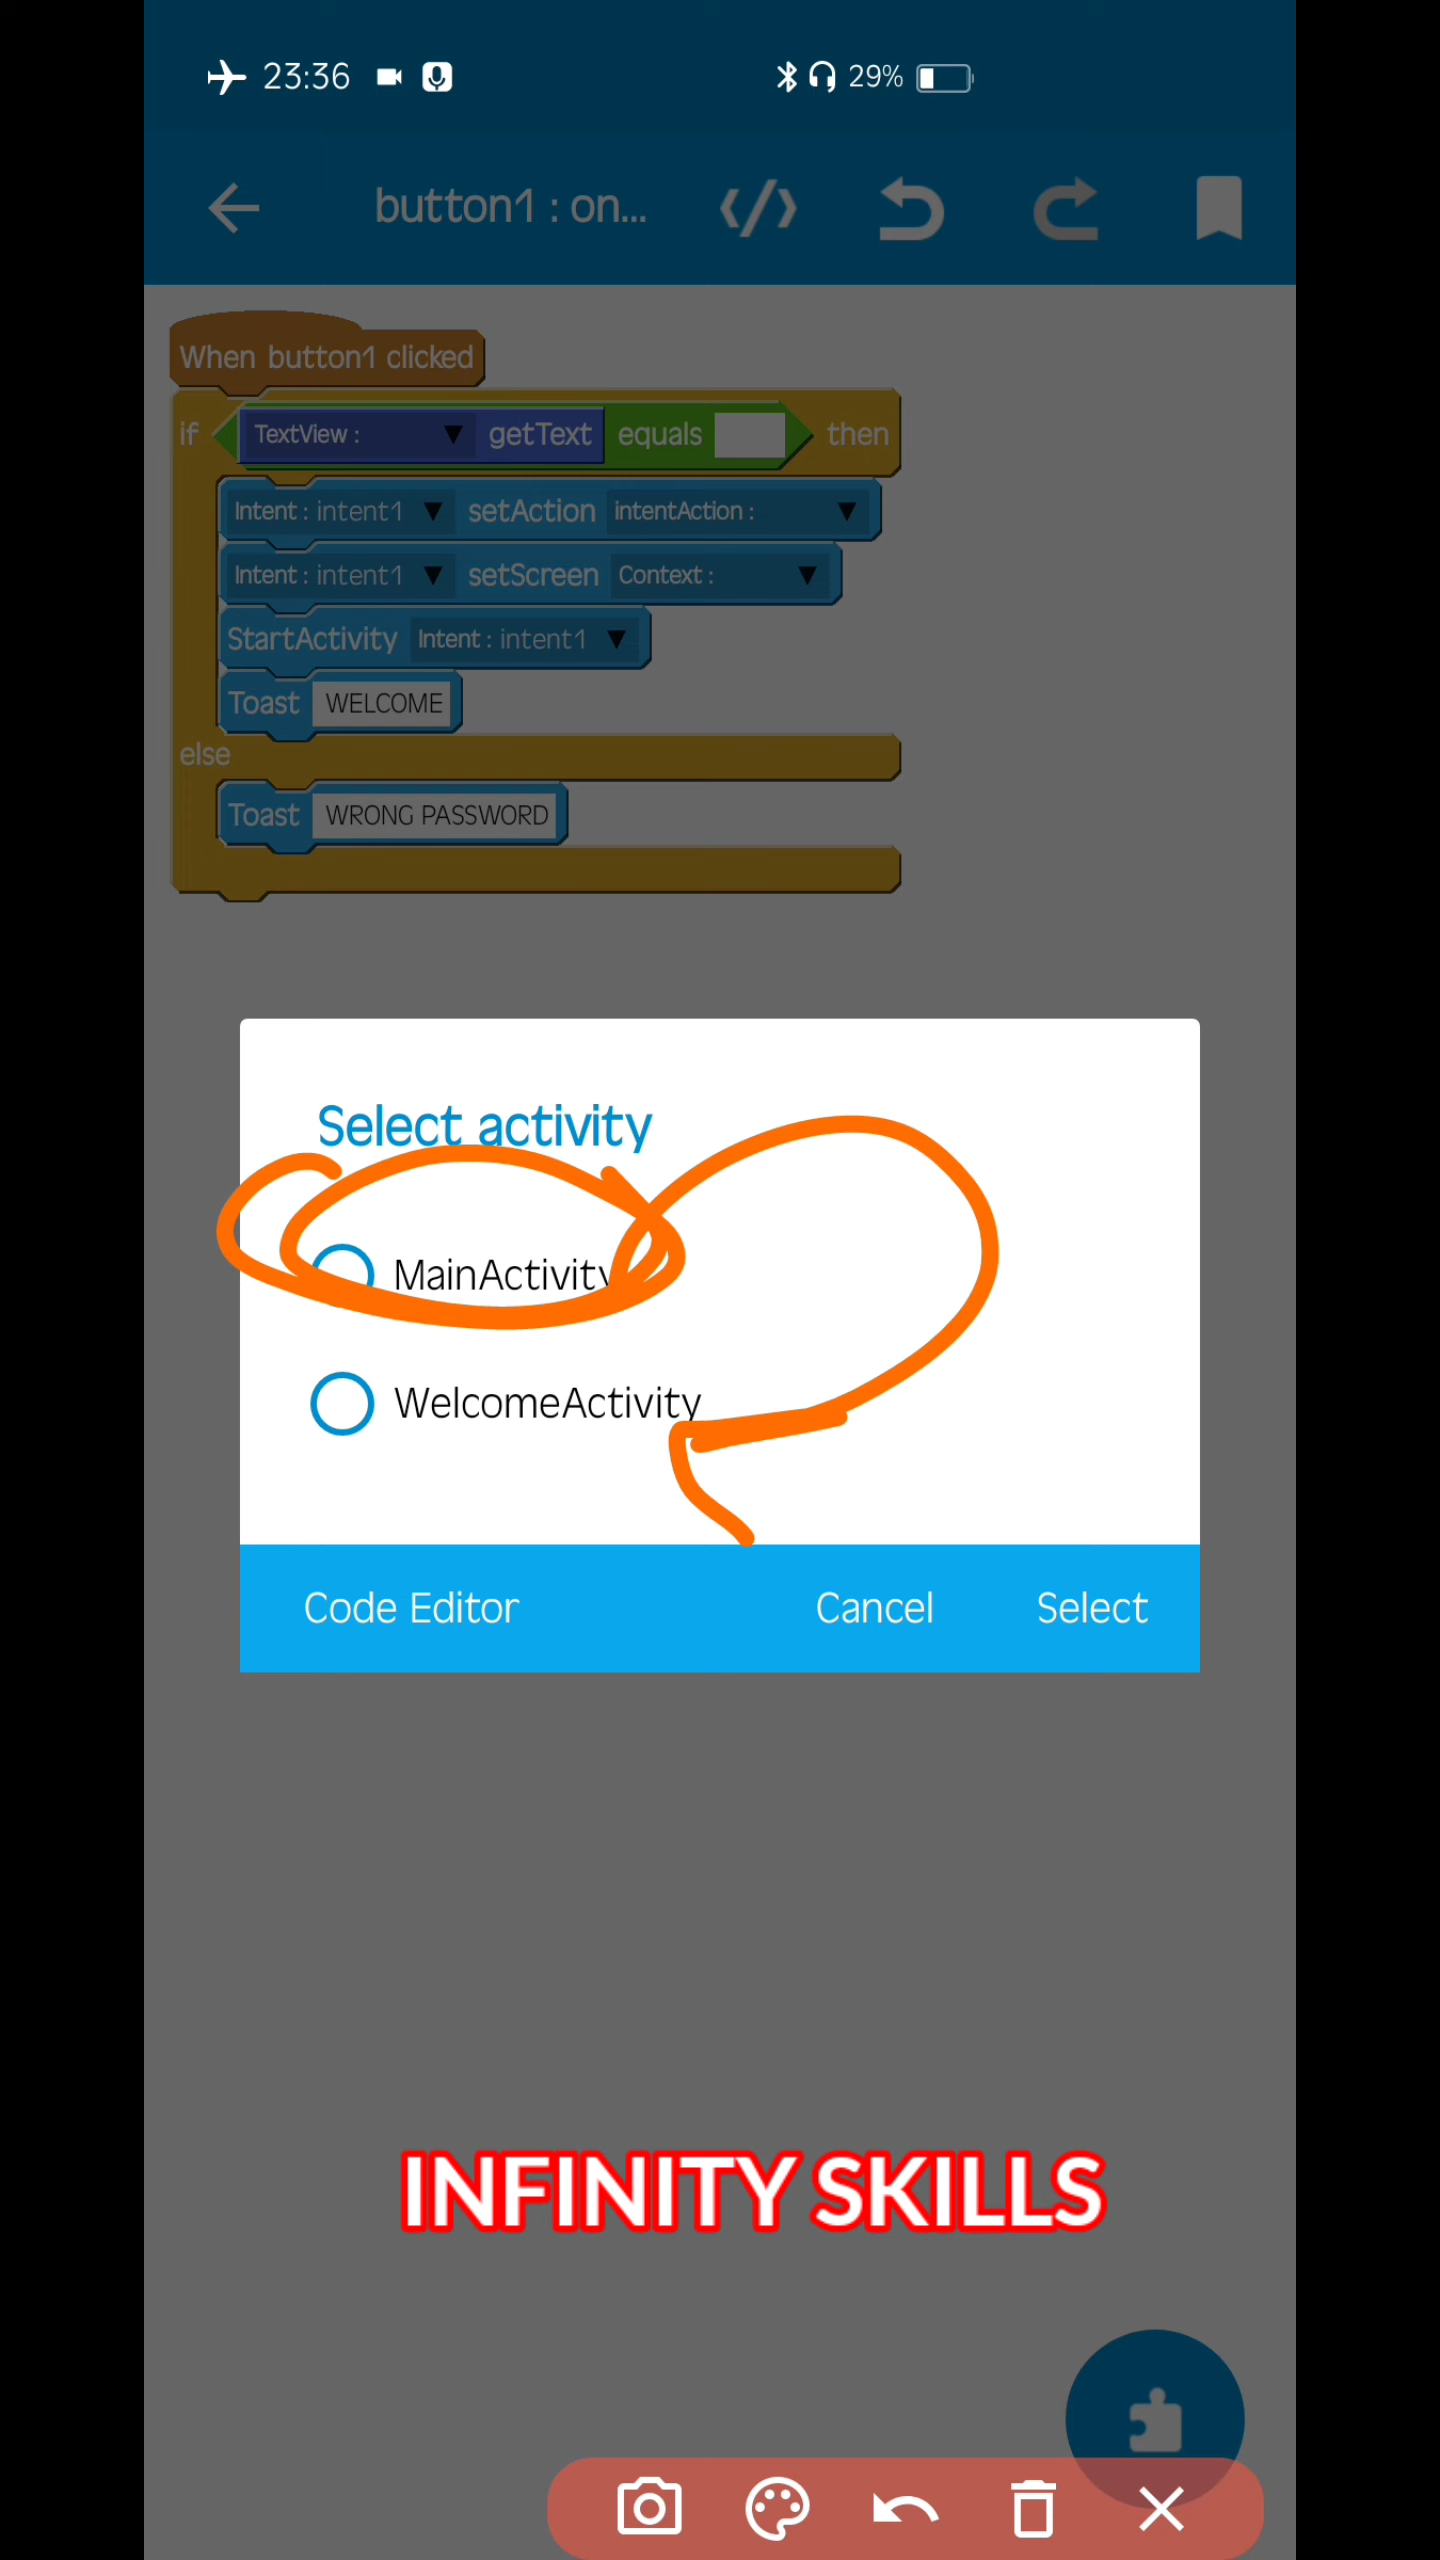 23:36 29%
button1 : on...
When button1 clicked
if TextView : getText equals then
Intent : intent1 setAction intentAction :
Intent : intent1 setScreen Context :
StartActivity Intent : intent1
Toast WELCOME
else
Toast WRONG PASSWORD
Select activity
MainActivity
WelcomeActivity
Code Editor Cancel Select
INFINITY SKILLS